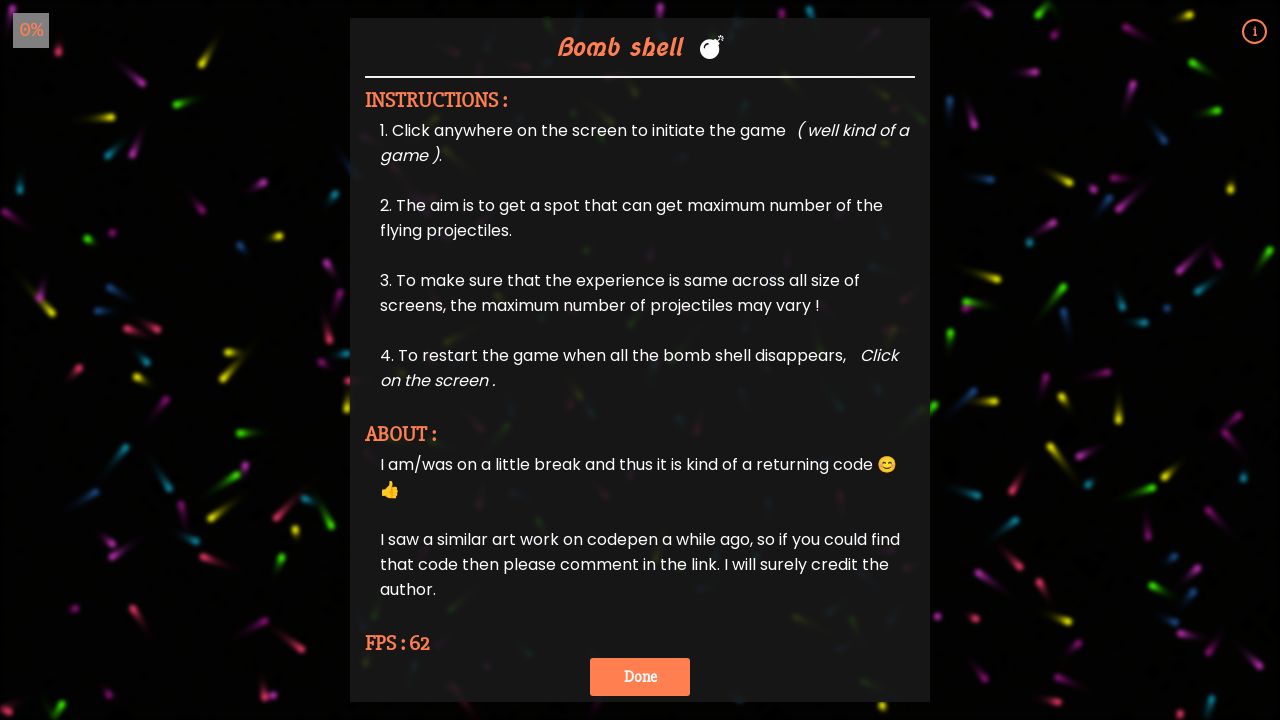 0%
i
Bomb shell 💣
INSTRUCTIONS :
1. Click anywhere on the screen to initiate the game ( well kind of a
game ).
2. The aim is to get a spot that can get maximum number of the
flying projectiles.
3. To make sure that the experience is same across all size of
screens, the maximum number of projectiles may vary !
4. To restart the game when all the bomb shell disappears, Click
on the screen .
ABOUT :
I am/was on a little break and thus it is kind of a returning code 😊
👍
I saw a similar art work on codepen a while ago, so if you could find
that code then please comment in the link. I will surely credit the
author.
FPS : 62
Done